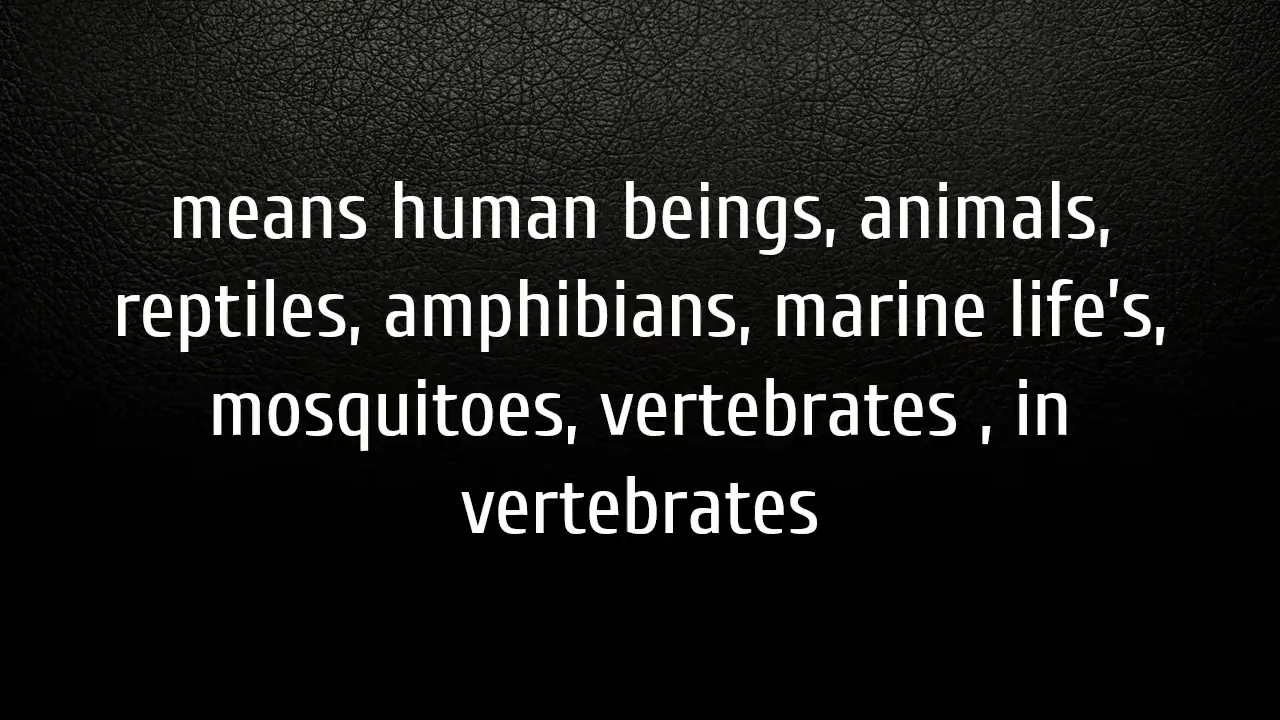 means human beings, animals,
reptiles, amphibians, marine life's,
mosquitoes, vertebrates , in
vertebrates